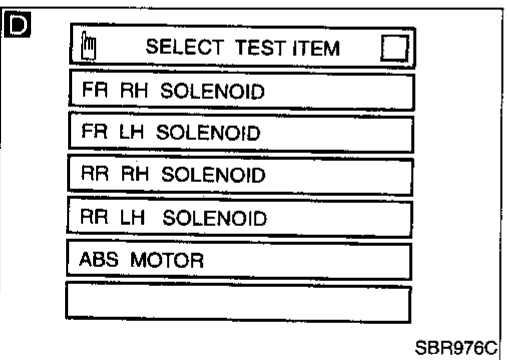 D
SELECT TEST ITEM
FR RH SOLENOID
FR LH SOLENOID
RR RH SOLENOID
RR LH SOLENOID
ABS MOTOR
SBR976C